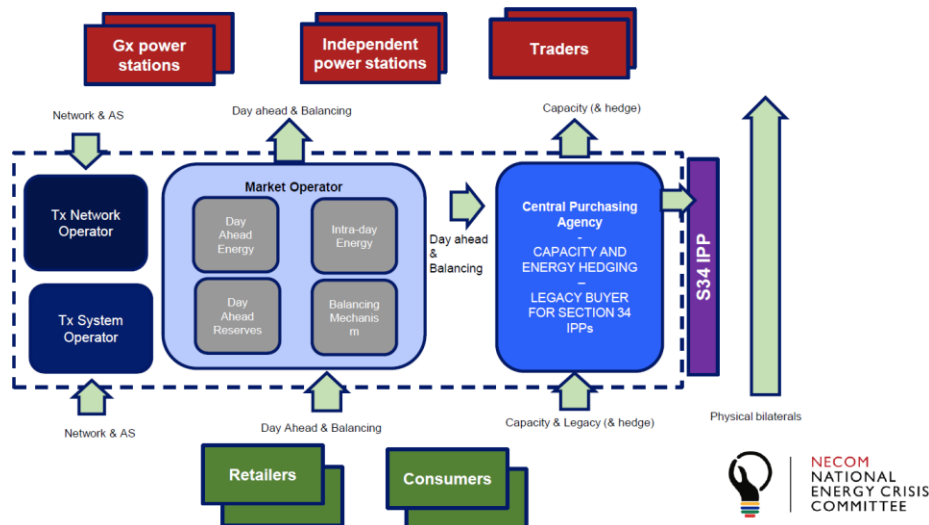 Gx power
stations
Independent
power stations
Traders
Network & AS
Day ahead & Balancing
Capacity (& hedge)
Tx Network
Operator
Tx System
Operator
Market Operator
Day
Ahead
Energy
Intra-day
Energy
Day
Ahead
Reserves
Balancing
Mechanis
m
Day ahead
&
Balancing
Central Purchasing
Agency
-
CAPACITY AND
ENERGY HEDGING
–
LEGACY BUYER
FOR SECTION 34
IPPs
S34 IPP
Network & AS
Day Ahead & Balancing
Capacity & Legacy (& hedge)
Physical bilaterals
Retailers
Consumers
NECOM
NATIONAL
ENERGY CRISIS
COMMITTEE